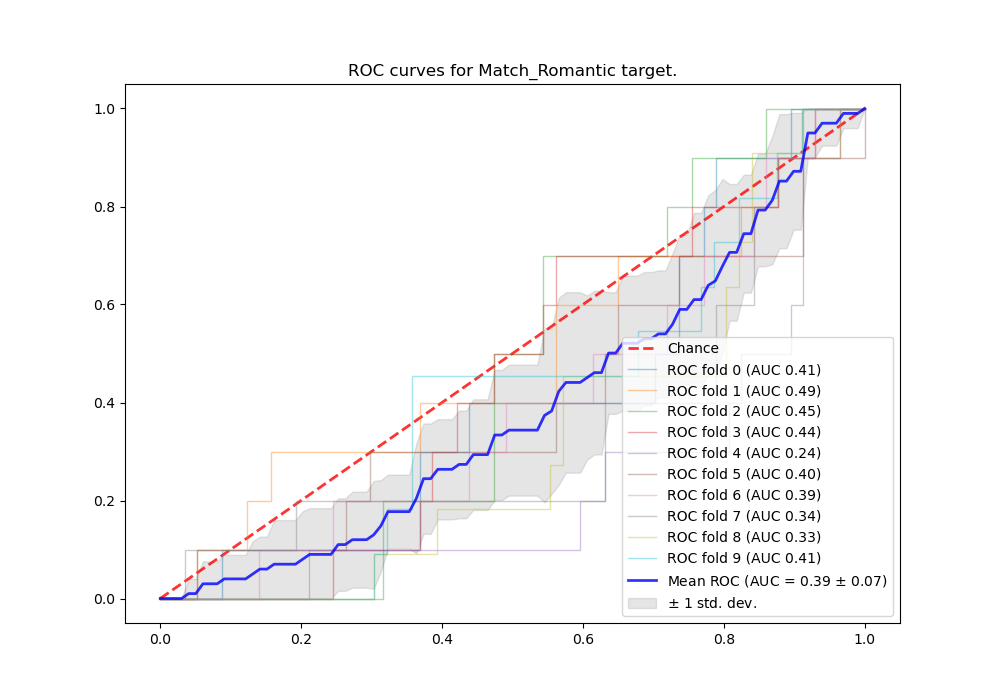 ROC curves for Match_Romantic target.
1.0
0.8
0.6
0.4
0.2
0.0
0.0 0.2 0.4 0.6 0.8 1.0
Chance
ROC fold 0 (AUC 0.41)
ROC fold 1 (AUC 0.49)
ROC fold 2 (AUC 0.45)
ROC fold 3 (AUC 0.44)
ROC fold 4 (AUC 0.24)
ROC fold 5 (AUC 0.40)
ROC fold 6 (AUC 0.39)
ROC fold 7 (AUC 0.34)
ROC fold 8 (AUC 0.33)
ROC fold 9 (AUC 0.41)
Mean ROC (AUC = 0.39 ± 0.07)
± 1 std. dev.